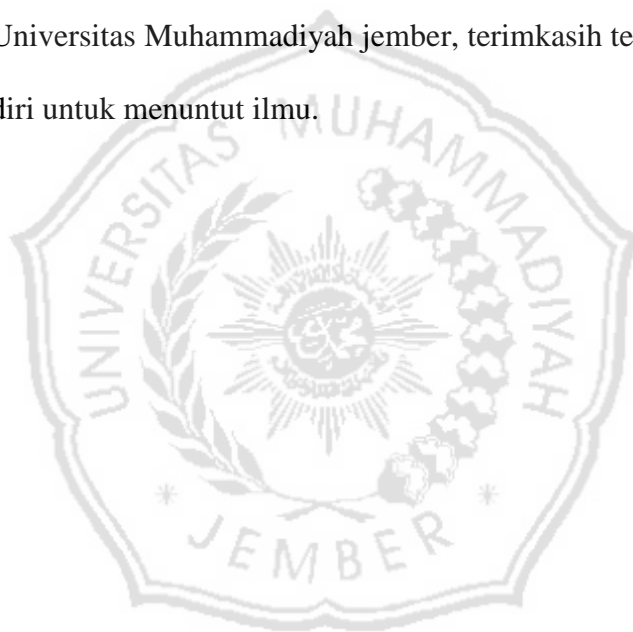 Universitas Muhammadiyah jember, terimkasih te
diri untuk menuntut ilmu.
UNIVERSITAS MUHAMMADIYAH
JEMBER